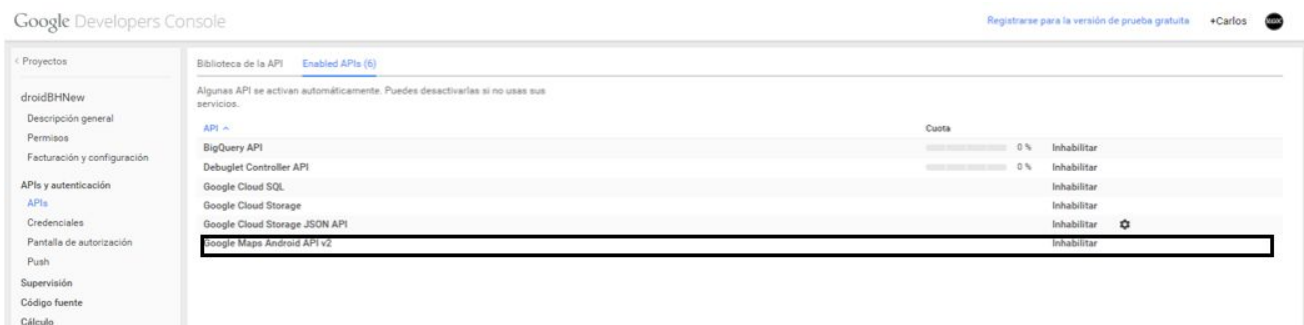 Google Developers Console
Registrarse para la versión de prueba gratuita +Carlos
< Proyectos
droidBHNew
Descripción general
Permisos
Facturación y configuración
APIs y autenticación
APIs
Credenciales
Pantalla de autorización
Push
Supervisión
Código fuente
Cálculo
Biblioteca de la API Enabled APIs (6)
Algunas API se activan automáticamente. Puedes desactivarlas si no usas sus
servicios.
API Cuota
BigQuery API 0 % Inhabilitar
Debuglet Controller API 0 % Inhabilitar
Google Cloud SQL Inhabilitar
Google Cloud Storage Inhabilitar
Google Cloud Storage JSON API Inhabilitar
Google Maps Android API v2 Inhabilitar